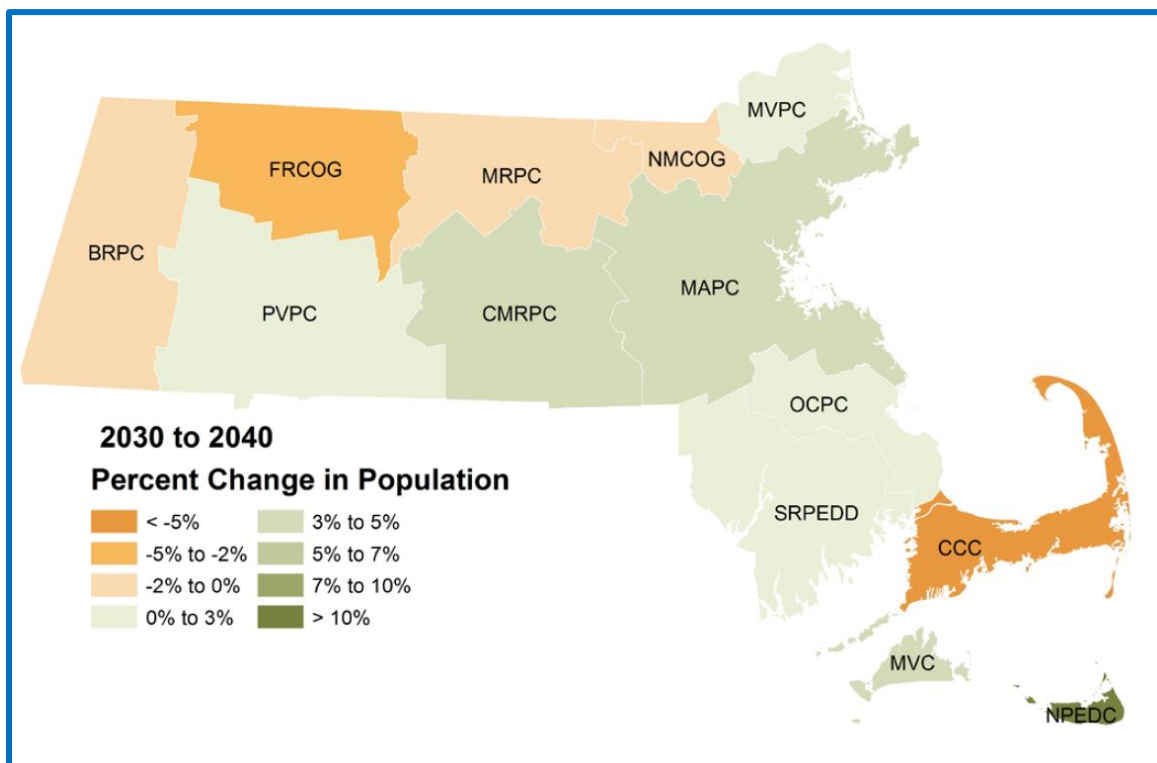 MVPC
FRCOG
MRPC
NMCOG
BRPC
PVPC
CMRPC
MAPC
OCPC
SRPEDD
CCC
MVC
NPEDC
2030 to 2040
Percent Change in Population
< -5%
-5% to -2%
-2% to 0%
0% to 3%
3% to 5%
5% to 7%
7% to 10%
> 10%